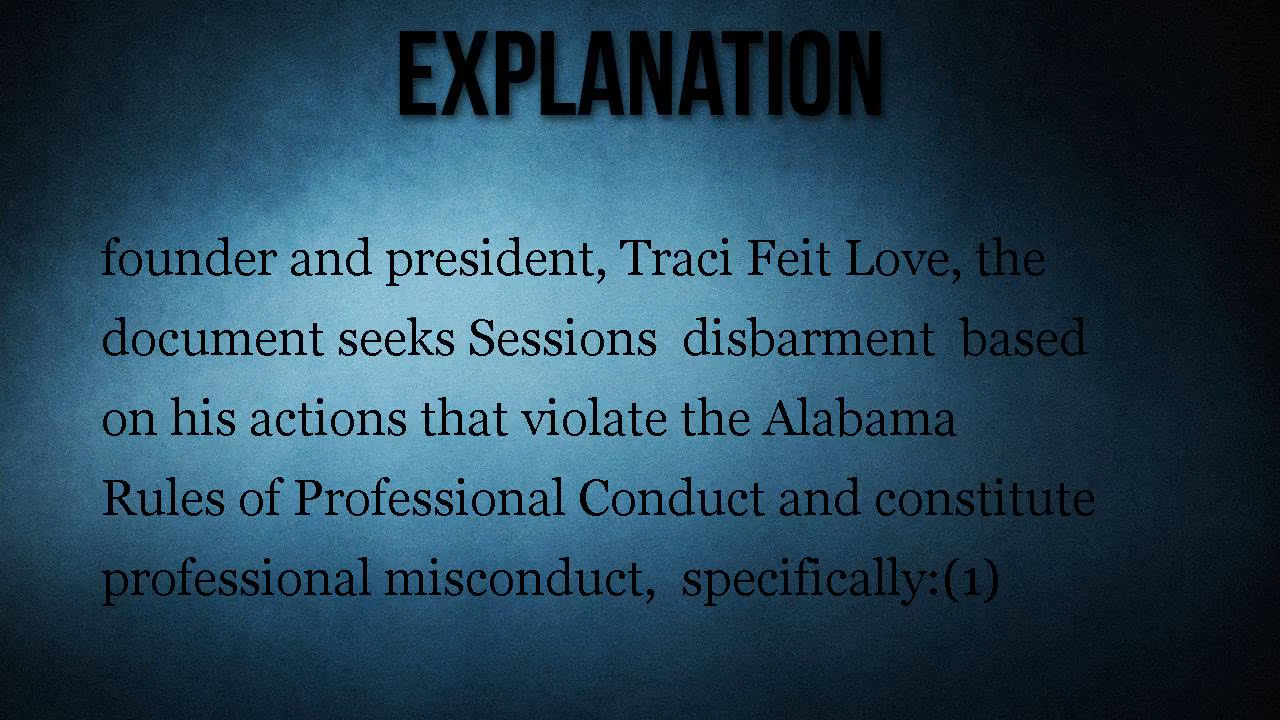 EXPLANATION
founder and president, Traci Feit Love, the
document seeks Sessions  disbarment  based
on his actions that violate the Alabama
Rules of Professional Conduct and constitute
professional misconduct,  specifically:(1)